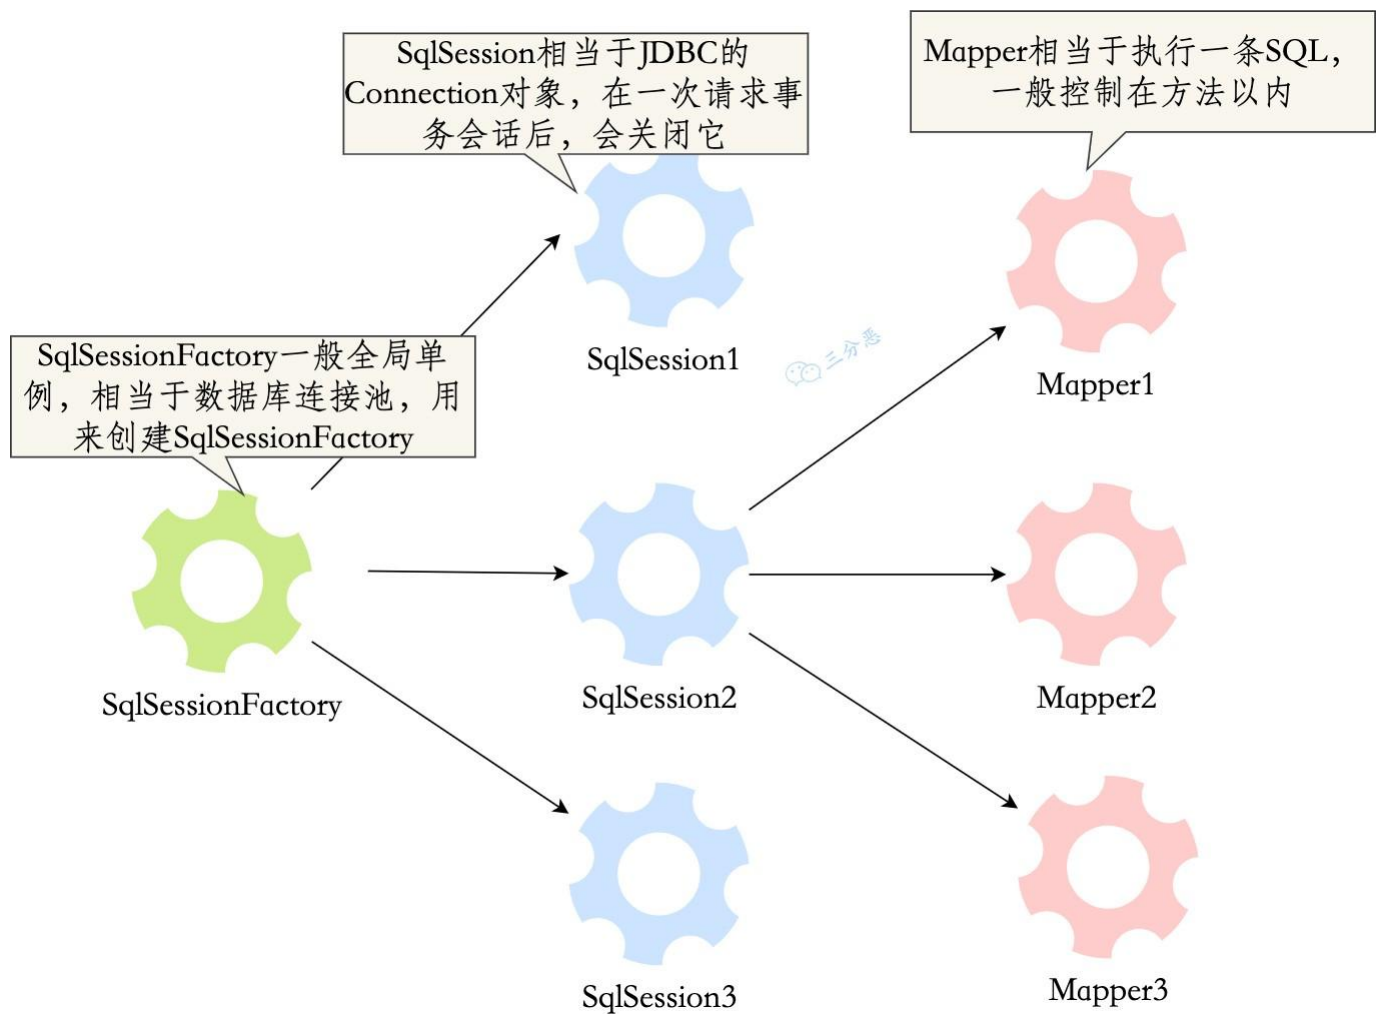 SqlSession相当于JDBC的
Connection对象，在一次请求事
务会话后，会关闭它
Mapper相当于执行一条SQL，
一般控制在方法以内
SqlSessionFactory一般全局单
例，相当于数据库连接池，用
来创建SqlSessionFactory
SqlSession1
三分恶
Mapper1
SqlSessionFactory
SqlSession2
Mapper2
SqlSession3
Mapper3